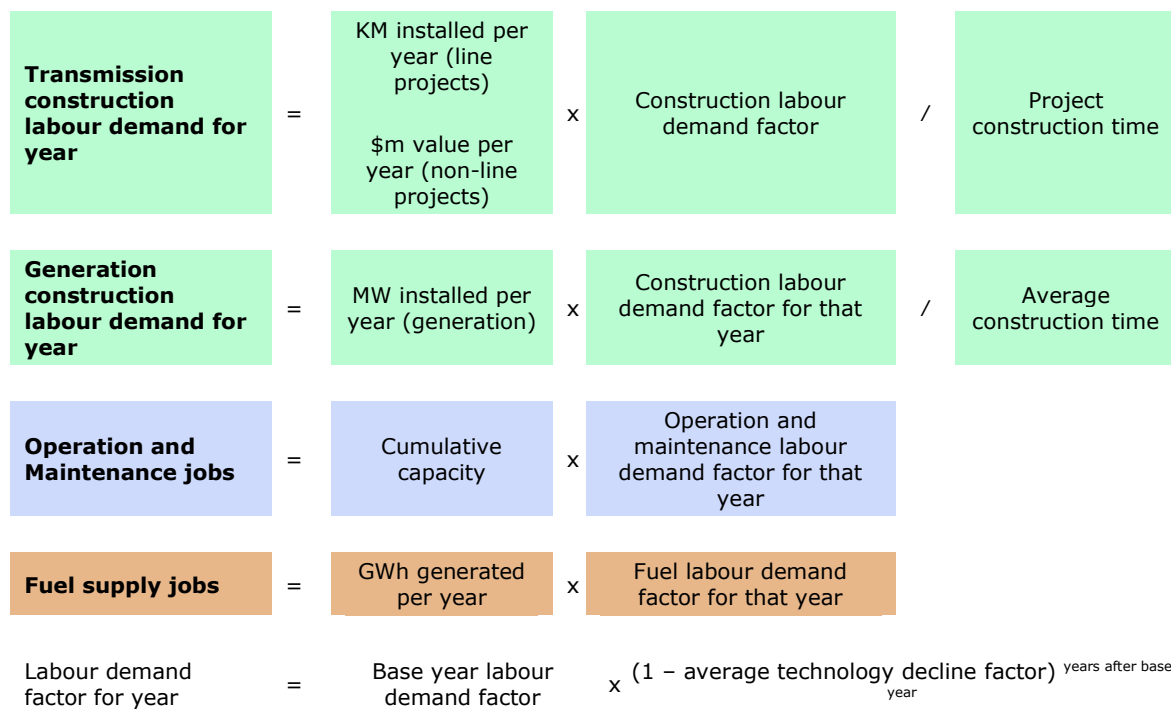 Transmission
construction
labour demand for
year
=
KM installed per
year (line
projects)
$m value per
year (non-line
projects)
x
Construction labour
demand factor
/
Project
construction time
Generation
construction
labour demand for
year
=
MW installed per
year (generation)
x
Construction labour
demand factor for that
year
/
Average
construction time
Operation and
Maintenance jobs
=
Cumulative
capacity
x
Operation and
maintenance labour
demand factor for that
year
Fuel supply jobs
=
GWh generated
per year
x
Fuel labour demand
factor for that year
Labour demand
factor for year
=
Base year labour
demand factor
x
(1 – average technology decline factor) years after base
year